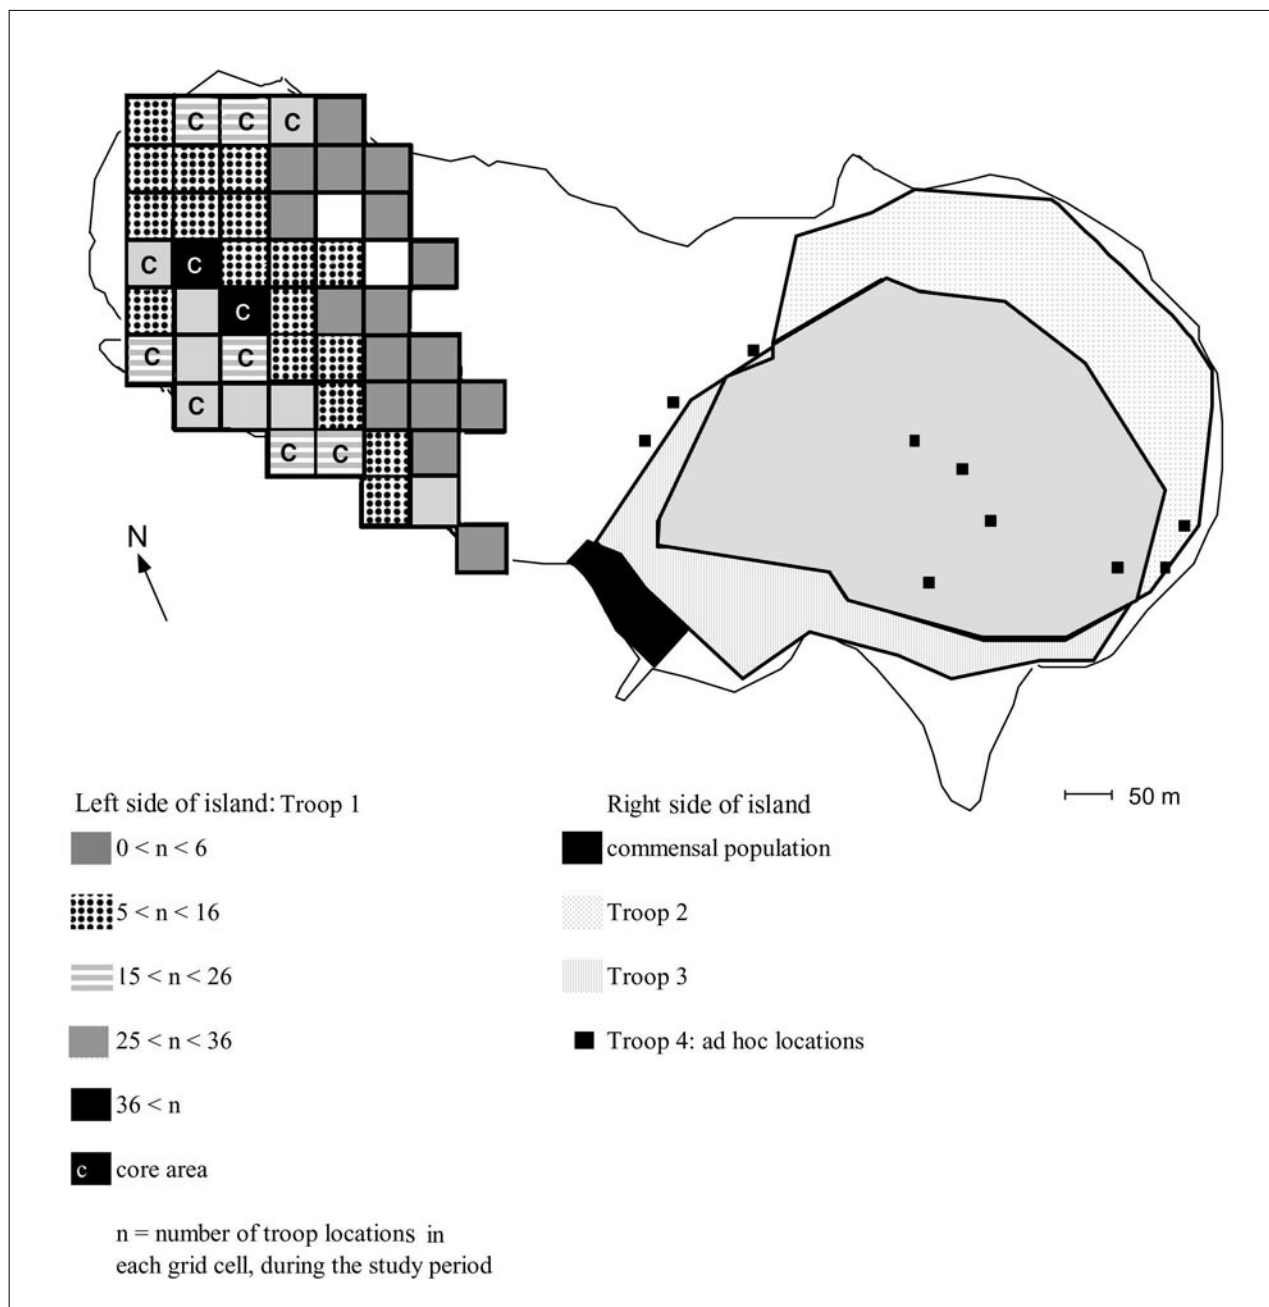 C C C
C C
C
C C
C
C C
N
50 m
Left side of island: Troop 1
0 < n < 6
5 < n < 16
15 < n < 26
25 < n < 36
36 < n
c core area
n = number of troop locations in
each grid cell, during the study period
Right side of island
commensal population
Troop 2
Troop 3
Troop 4: ad hoc locations